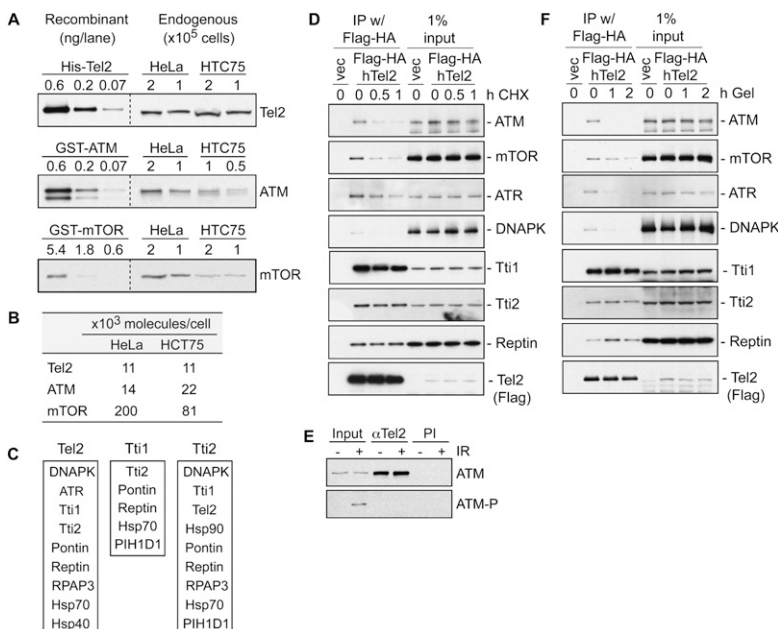 A
Recombinant Endogenous
(ng/lane) (x10⁵ cells)
His-Tel2 HeLa HTC75
0.6 0.2 0.07 2 1 2 1
Tel2
GST-ATM HeLa HTC75
0.6 0.2 0.07 2 1 1 0.5
ATM
GST-mTOR HeLa HTC75
5.4 1.8 0.6 2 1 2 1
mTOR
B
x10³ molecules/cell
HeLa HCT75
Tel2 11 11
ATM 14 22
mTOR 200 81
C
Tel2 Tti1 Tti2
DNAPK Tti2 DNAPK
ATR Pontin Tti1
Tti1 Reptin Tel2
Tti2 Hsp70 Hsp90
Pontin PIH1D1 Pontin
Reptin Reptin
RPAP3 RPAP3
Hsp70 Hsp70
Hsp40 PIH1D1
D
IP w/ 1%
Flag-HA input
vec Flag-HA vec Flag-HA
hTel2 hTel2
0 0 0.5 1 0 0 0.5 1 h CHX
- ATM
- mTOR
- ATR
- DNAPK
- Tti1
- Tti2
- Reptin
- Tel2
(Flag)
E
Input αTel2 PI
- + - + - + IR
ATM
ATM-P
F
IP w/ 1%
Flag-HA input
vec Flag-HA vec Flag-HA
hTel2 hTel2
0 0 1 2 0 0 1 2 h Gel
- ATM
- mTOR
- ATR
- DNAPK
- Tti1
- Tti2
- Reptin
- Tel2
(Flag)